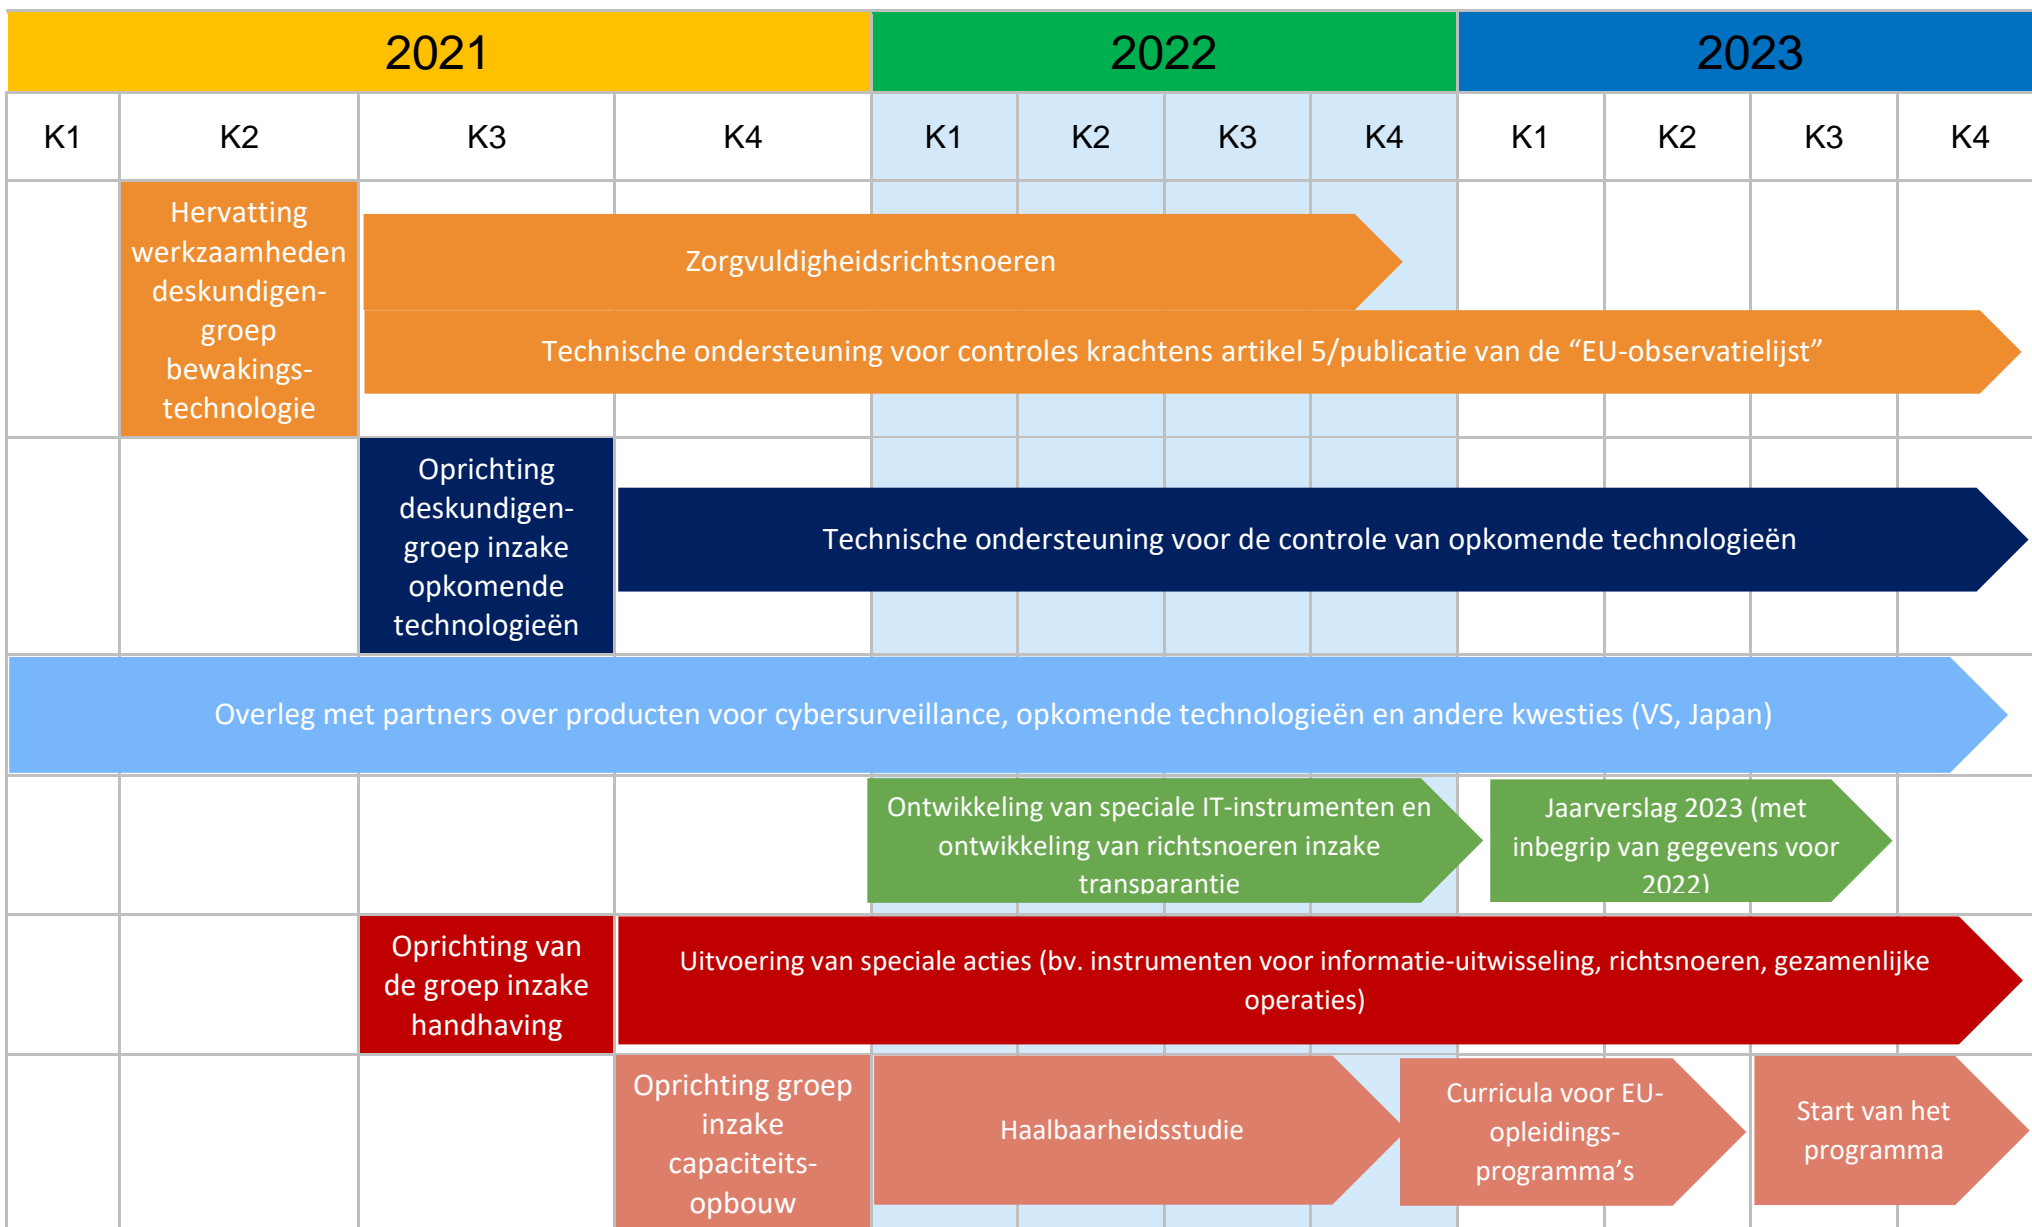 2021
2022
2023
K1
K2
K3
K4
K1
K2
K3
K4
K1
K2
K3
K4
Hervatting
werkzaamheden
deskundigen-
groep
bewakings-
technologie
Zorgvuldigheidsrichtsnoeren
Technische ondersteuning voor controles krachtens artikel 5/publicatie van de “EU-observatielijst”
Oprichting
deskundigen-
groep inzake
opkomende
technologieën
Technische ondersteuning voor de controle van opkomende technologieën
Overleg met partners over producten voor cybersurveillance, opkomende technologieën en andere kwesties (VS, Japan)
Ontwikkeling van speciale IT-instrumenten en
ontwikkeling van richtsnoeren inzake
transparantie
Jaarverslag 2023 (met
inbegrip van gegevens voor
2022)
Oprichting van
de groep inzake
handhaving
Uitvoering van speciale acties (bv. instrumenten voor informatie-uitwisseling, richtsnoeren, gezamenlijke
operaties)
Oprichting groep
inzake
capaciteits-
opbouw
Haalbaarheidsstudie
Curricula voor EU-
opleidings-
programma’s
Start van het
programma